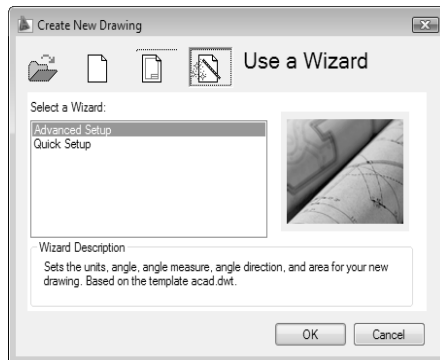 Create New Drawing
Use a Wizard
Select a Wizard:
Advanced Setup
Quick Setup
Wizard Description
Sets the units, angle, angle measure, angle direction, and area for your new
drawing. Based on the template acad.dwt.
OK
Cancel